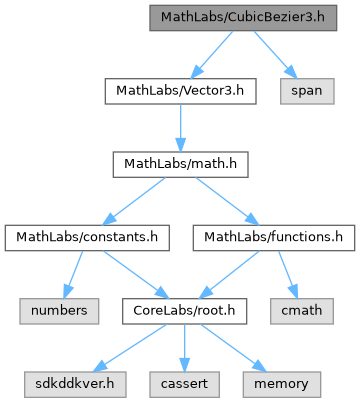 MathLabs/CubicBezier3.h
MathLabs/Vector3.h
span
MathLabs/math.h
MathLabs/constants.h
MathLabs/functions.h
numbers
CoreLabs/root.h
cmath
sdkddkver.h
cassert
memory